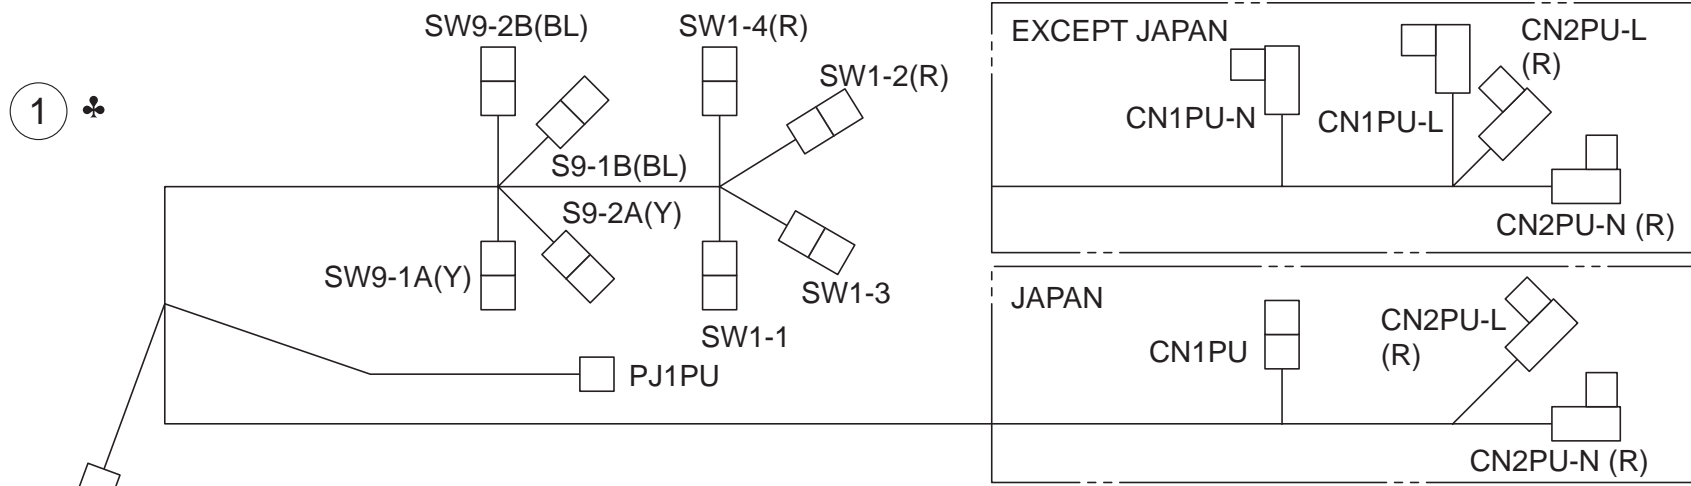 1 ♣
SW9-2B(BL)
SW1-4(R)
SW1-2(R)
S9-1B(BL)
S9-2A(Y)
SW9-1A(Y)
SW1-3
SW1-1
PJ1PU
EXCEPT JAPAN
CN1PU-N
CN1PU-L
CN2PU-L
(R)
CN2PU-N (R)
JAPAN
CN1PU
CN2PU-L
(R)
CN2PU-N (R)